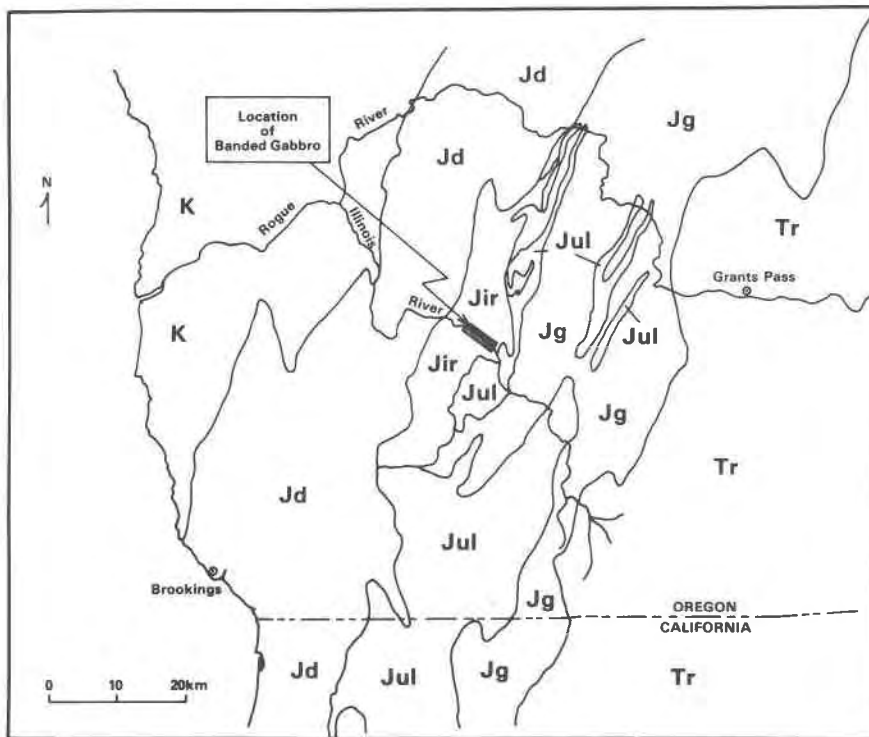 Jd
Location
of
Banded Gabbro
River
Jg
Jd
N
K
Rogue
Illinois
Tr
Jul
Grants Pass
Jir
River
K
Jg
Jul
Jir
Jul
Jg
Tr
Jd
Jul
Brookings
Jg
OREGON
CALIFORNIA
Jd
Jul
Jg
Tr
0 10 20km